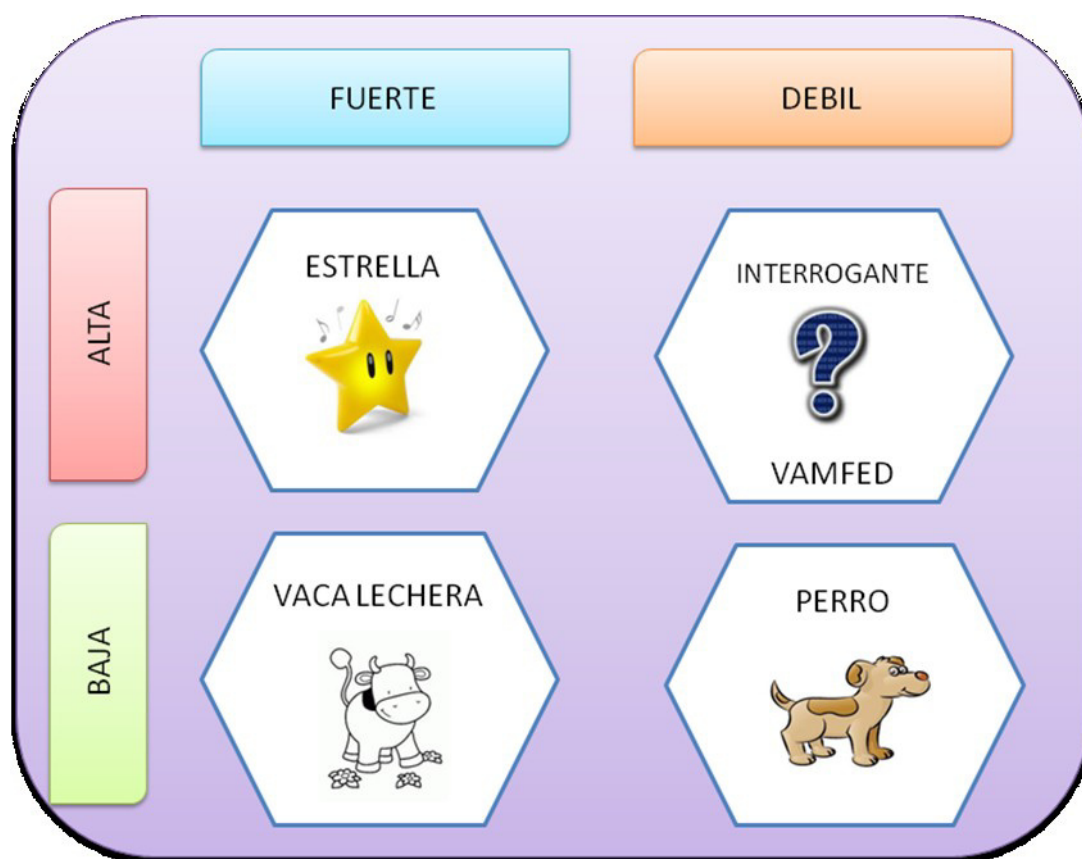 FUERTE
DEBIL
ALTA
ESTRELLA
INTERROGANTE
VAMFED
BAJA
VACA LECHERA
PERRO